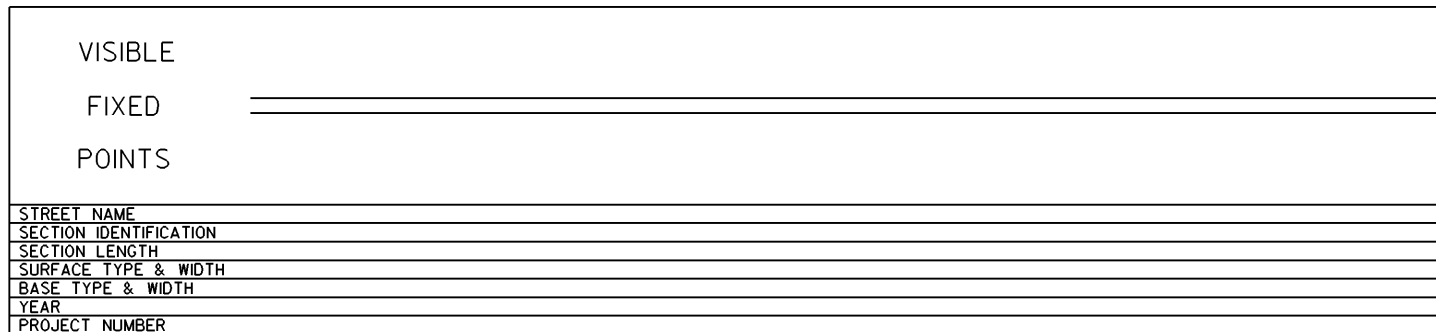 VISIBLE
FIXED
POINTS
STREET NAME
SECTION IDENTIFICATION
SECTION LENGTH
SURFACE TYPE & WIDTH
BASE TYPE & WIDTH
YEAR
PROJECT NUMBER